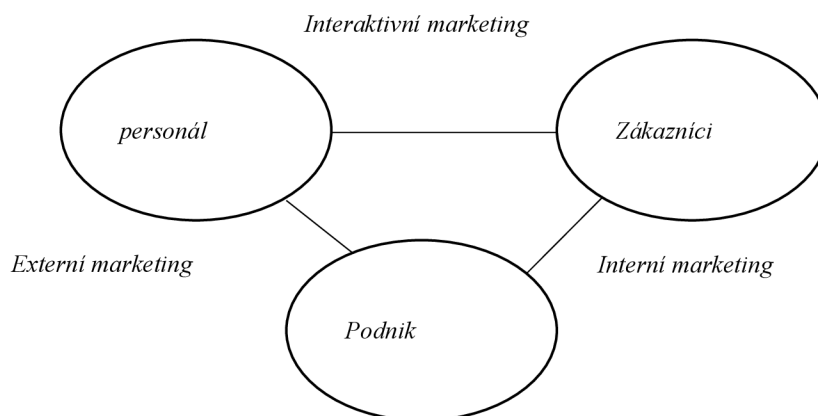 Interaktivní marketing
personál
Zákazníci
Externí marketing
Interní marketing
Podnik